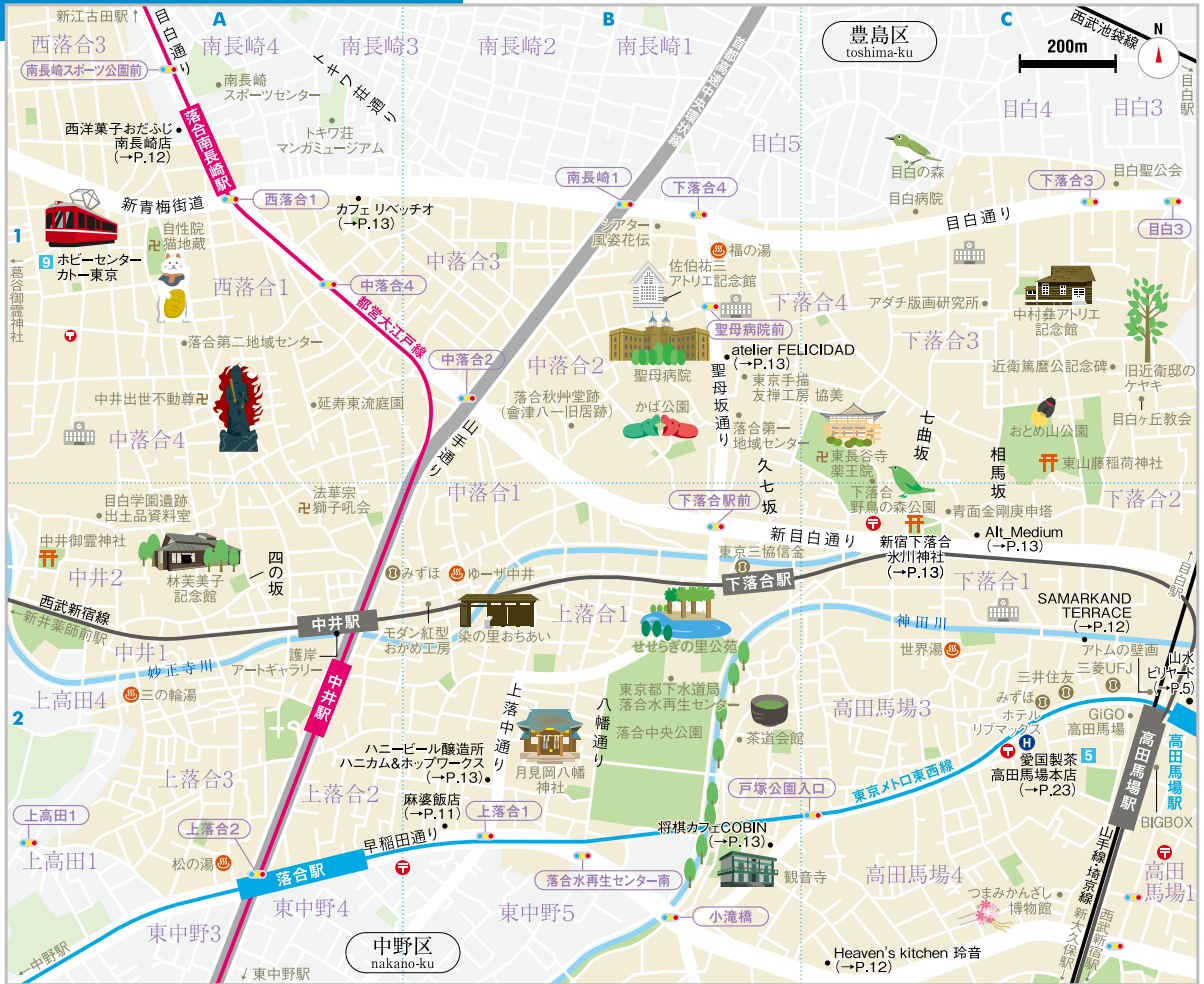 新江古田駅↑
A
B
C
豊島区
toshima-ku
200m
N
西武池袋線
→目白駅
西落合3
目白通り
南長崎4
南長崎3
南長崎2
南長崎1
首都高速中央環状線
トキワ荘通り
南長崎スポーツ公園前
南長崎
スポーツセンター
目白4
目白3
目白5
西洋菓子おだふじ
南長崎店
(→P.12)
落合南長崎駅
トキワ荘
マンガミュージアム
目白の森
目白病院
目白聖公会
南長崎1
下落合4
下落合3
目白3
新青梅街道
西落合1
カフェ リベッチオ
(→P.13)
シアター
風姿花伝
目白通り
1
9
ホビーセンター
カトー東京
自性院
猫地蔵
←葛谷御霊神社
西落合1
中落合4
中落合3
福の湯
佐伯祐三
アトリエ記念館
下落合4
アダチ版画研究所
中村彝アトリエ
記念館
都営大江戸線
聖母病院前
下落合3
落合第二地域センター
中落合2
中落合2
聖母病院
atelier FELICIDAD
(→P.13)
近衞篤麿公記念碑
旧近衛邸の
ケヤキ
聖母坂通り
東京手描
友禅工房 協美
落合秋艸堂跡
(會津八一旧居跡)
かば公園
中井出世不動尊
延寿東流庭園
目白ヶ丘教会
七曲坂
おとめ山公園
中落合4
山手通り
落合第一
地域センター
東長谷寺
薬王院
相馬坂
東山藤稲荷神社
久七坂
目白学園遺跡
出土品資料室
法華宗
獅子吼会
中落合1
下落合駅前
下落合
野鳥の森公園
青面金剛庚申塔
下落合2
中井御霊神社
新目白通り
新宿下落合
氷川神社
(→P.13)
Alt_Medium
(→P.13)
東京三協信金
中井2
林芙美子
記念館
四の坂
みずほ
ゆーザ中井
下落合駅
下落合1
→目白駅
西武新宿線
←新井薬師前駅
中井駅
モダン紅型
おかめ工房
染の里おちあい
上落合1
せせらぎの里公苑
神田川
SAMARKAND
TERRACE
(→P.12)
中井1
妙正寺川
護岸
アートギャラリー
世界湯
アトムの壁画
山水
ビリヤード
(→P.5)
三菱UFJ
三井住友
みずほ
上高田4
三の輪湯
中井駅
2
上落中通り
八幡通り
東京都下水道局
落合水再生センター
落合中央公園
茶道会館
高田馬場3
ホテル
リブマックス
GiGO
高田馬場
ハニービール醸造所
ハニカム&ホップワークス
(→P.13)
月見岡八幡
神社
H
愛国製茶
高田馬場本店
(→P.23)
5
高田馬場駅
高田馬場駅
上落合3
上落合2
東京メトロ東西線
戸塚公園入口
麻婆飯店
(→P.11)
上高田1
上落合2
早稲田通り
上落合1
将棋カフェCOBIN
(→P.13)
BIGBOX
上高田1
松の湯
落合駅
落合水再生センター南
観音寺
高田馬場4
山手線・埼京線
高田
馬場1
東中野4
東中野5
小滝橋
つまみかんざし
博物館
東中野3
中野区
nakano-ku
←中野駅
↓東中野駅
Heaven's kitchen 玲音
(→P.12)
新大久保駅↓
西武新宿駅↓